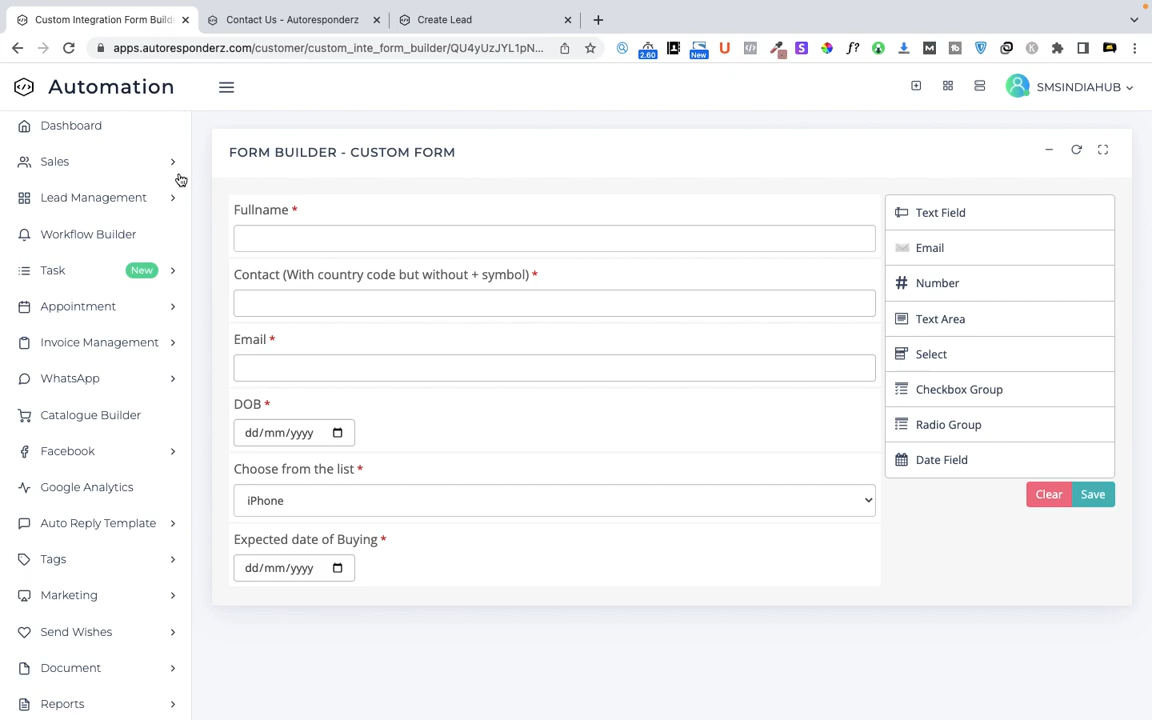 Custom Integration Form Build
Contact Us - Autoresponderz
Create Lead
apps.autoresponderz.com/customer/custom_inte_form_builder/QU4yUzJYL1pN...
2.60
New
Automation
SMSINDIAHUB
Dashboard
Sales
Lead Management
Workflow Builder
Task
New
Appointment
Invoice Management
WhatsApp
Catalogue Builder
Facebook
Google Analytics
Auto Reply Template
Tags
Marketing
Send Wishes
Document
Reports
FORM BUILDER - CUSTOM FORM
Fullname *
Contact (With country code but without + symbol) *
Email *
DOB *
dd/mm/yyyy
Choose from the list *
iPhone
Expected date of Buying *
dd/mm/yyyy
Text Field
Email
Number
Text Area
Select
Checkbox Group
Radio Group
Date Field
Clear
Save